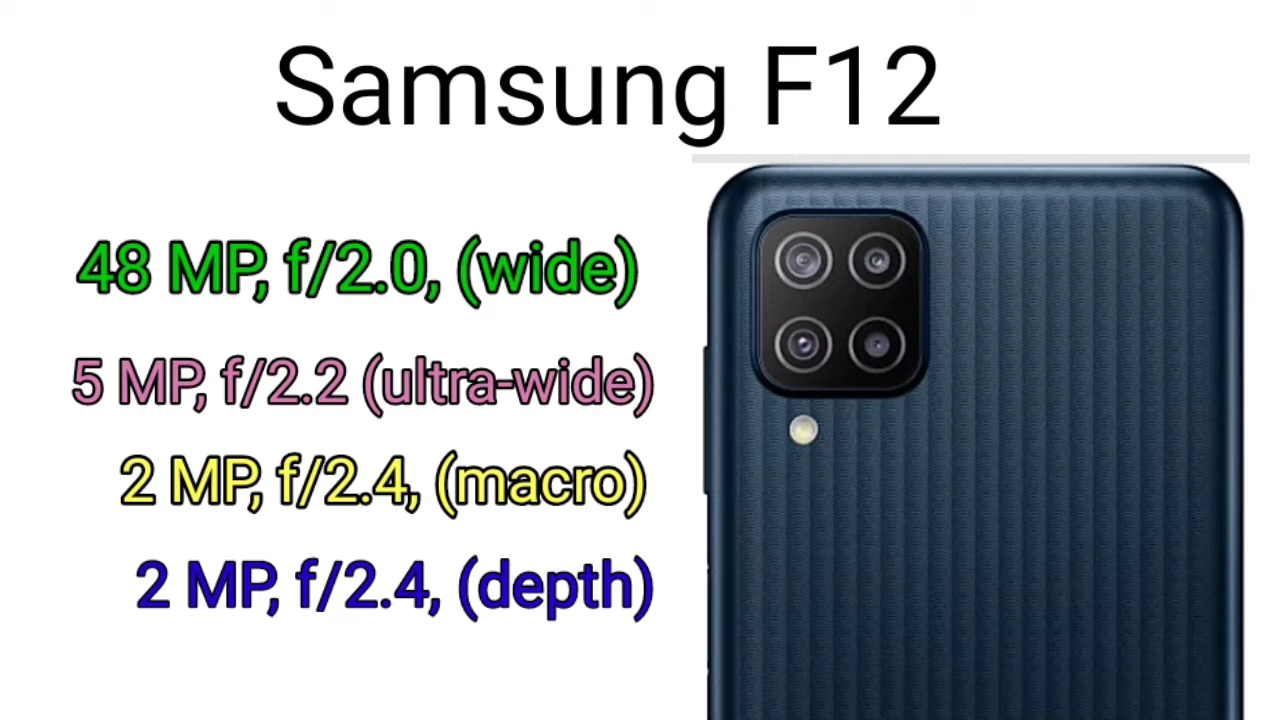 Samsung F12
48 MP, f/2.0, (wide)
5 MP, f/2.2 (ultra-wide)
2 MP, f/2.4, (macro)
2 MP, f/2.4, (depth)